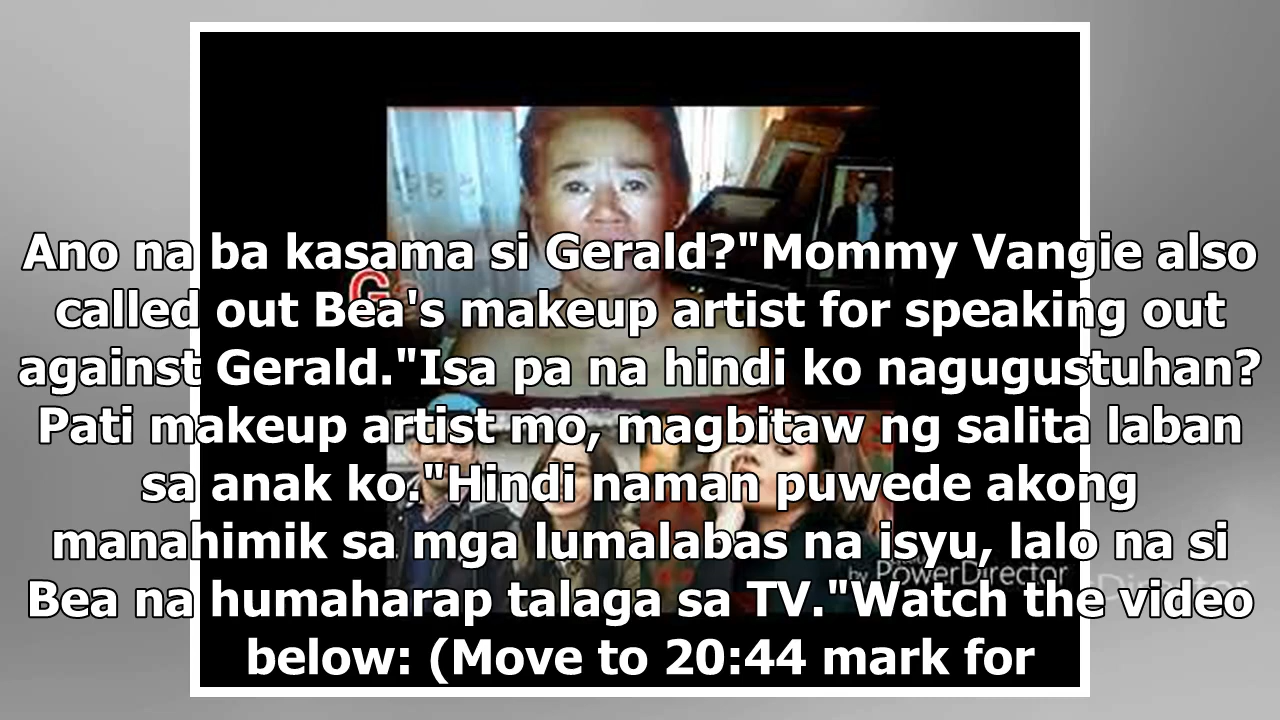 Ano na ba kasama si Gerald?"Mommy Vangie also
called out Bea's makeup artist for speaking out
against Gerald."Isa pa na hindi ko nagugustuhan?
Pati makeup artist mo, magbitaw ng salita laban
sa anak ko."Hindi naman puwede akong
manahimik sa mga lumalabas na isyu, lalo na si
by PowerDirector
Bea na humaharap talaga sa TV."Watch the video
below: (Move to 20:44 mark for